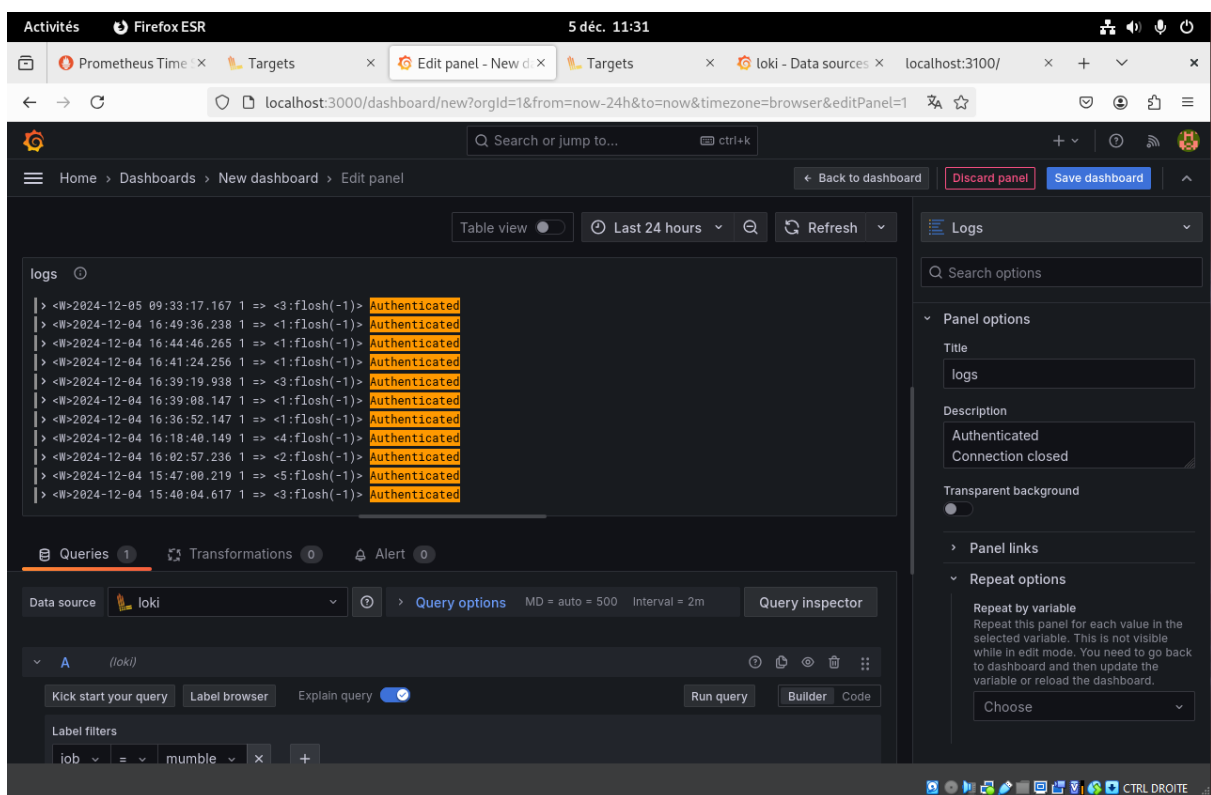 Activités Firefox ESR 5 déc. 11:31
Prometheus Time S × Targets × Edit panel - New da × Targets × loki - Data sources × localhost:3100/ ×
localhost:3000/dashboard/new?orgId=1&from=now-24h&to=now&timezone=browser&editPanel=1
Search or jump to... ctrl+k
Home › Dashboards › New dashboard › Edit panel ← Back to dashboard Discard panel Save dashboard
Table view Last 24 hours Refresh Logs
logs Search options
> <W>2024-12-05 09:33:17.167 1 => <3:flosh(-1)> Authenticated
> <W>2024-12-04 16:49:36.238 1 => <1:flosh(-1)> Authenticated
> <W>2024-12-04 16:44:46.265 1 => <1:flosh(-1)> Authenticated
> <W>2024-12-04 16:41:24.256 1 => <1:flosh(-1)> Authenticated
> <W>2024-12-04 16:39:19.938 1 => <3:flosh(-1)> Authenticated
> <W>2024-12-04 16:39:08.147 1 => <1:flosh(-1)> Authenticated
> <W>2024-12-04 16:36:52.147 1 => <1:flosh(-1)> Authenticated
> <W>2024-12-04 16:18:40.149 1 => <4:flosh(-1)> Authenticated
> <W>2024-12-04 16:02:57.236 1 => <2:flosh(-1)> Authenticated
> <W>2024-12-04 15:47:00.219 1 => <5:flosh(-1)> Authenticated
> <W>2024-12-04 15:40:04.617 1 => <3:flosh(-1)> Authenticated
Queries 1 Transformations 0 Alert 0
Data source loki Query options MD = auto = 500 Interval = 2m Query inspector
A (loki)
Kick start your query Label browser Explain query Run query Builder Code
Label filters
job = mumble × +
Panel options
Title
logs
Description
Authenticated
Connection closed
Transparent background
Panel links
Repeat options
Repeat by variable
Repeat this panel for each value in the
selected variable. This is not visible
while in edit mode. You need to go back
to dashboard and then update the
variable or reload the dashboard.
Choose
CTRL DROITE